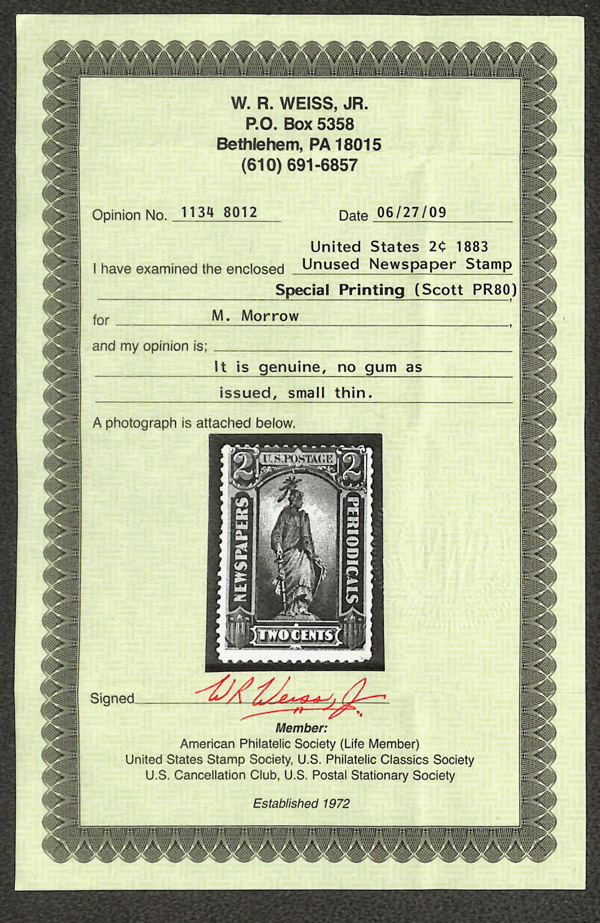 W. R. WEISS, JR.
P.O. Box 5358
Bethlehem, PA 18015
(610) 691-6857
Opinion No. 1134 8012 Date 06/27/09
United States 2¢ 1883
I have examined the enclosed Unused Newspaper Stamp
Special Printing (Scott PR80)
for M. Morrow,
and my opinion is;
It is genuine, no gum as
issued, small thin.
A photograph is attached below.
2 U.S. POSTAGE 2
NEWSPAPERS
PERIODICALS
TWO CENTS
Signed W R Weiss, Jr.
Member:
American Philatelic Society (Life Member)
United States Stamp Society, U.S. Philatelic Classics Society
U.S. Cancellation Club, U.S. Postal Stationary Society
Established 1972